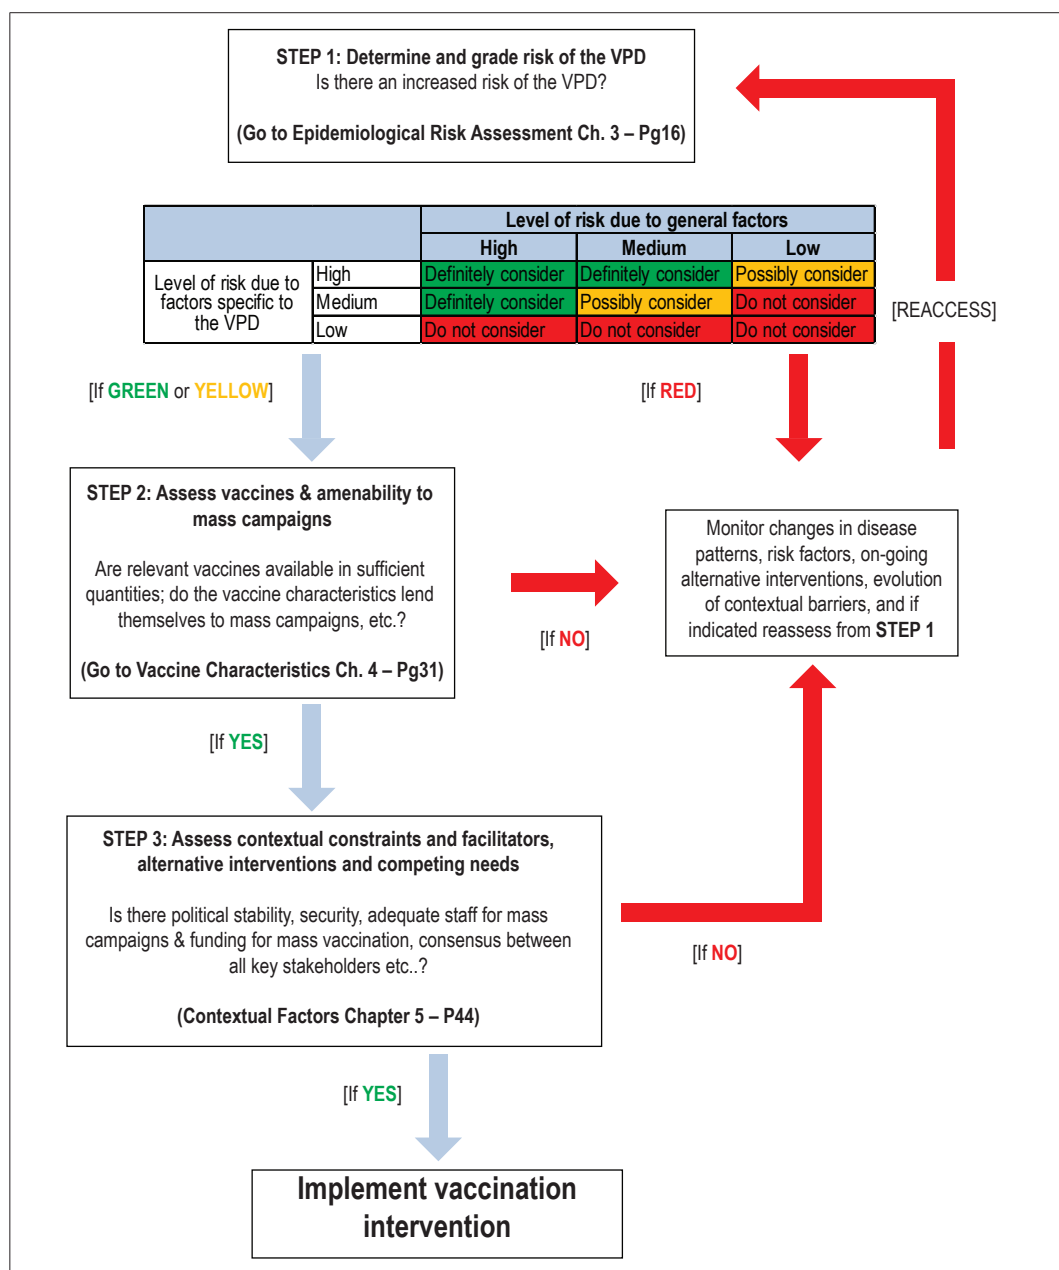 STEP 1: Determine and grade risk of the VPD
Is there an increased risk of the VPD?
(Go to Epidemiological Risk Assessment Ch. 3 – Pg16)
Level of risk due to general factors
High Medium Low
Level of risk due to factors specific to the VPD
High Definitely consider Definitely consider Possibly consider
Medium Definitely consider Possibly consider Do not consider
Low Do not consider Do not consider Do not consider
[REACCESS]
[If GREEN or YELLOW]
[If RED]
STEP 2: Assess vaccines & amenability to
mass campaigns
Are relevant vaccines available in sufficient
quantities; do the vaccine characteristics lend
themselves to mass campaigns, etc.?
(Go to Vaccine Characteristics Ch. 4 – Pg31)
[If NO]
Monitor changes in disease
patterns, risk factors, on-going
alternative interventions, evolution
of contextual barriers, and if
indicated reassess from STEP 1
[If YES]
STEP 3: Assess contextual constraints and facilitators,
alternative interventions and competing needs
Is there political stability, security, adequate staff for mass
campaigns & funding for mass vaccination, consensus between
all key stakeholders etc..?
(Contextual Factors Chapter 5 – P44)
[If NO]
[If YES]
Implement vaccination
intervention